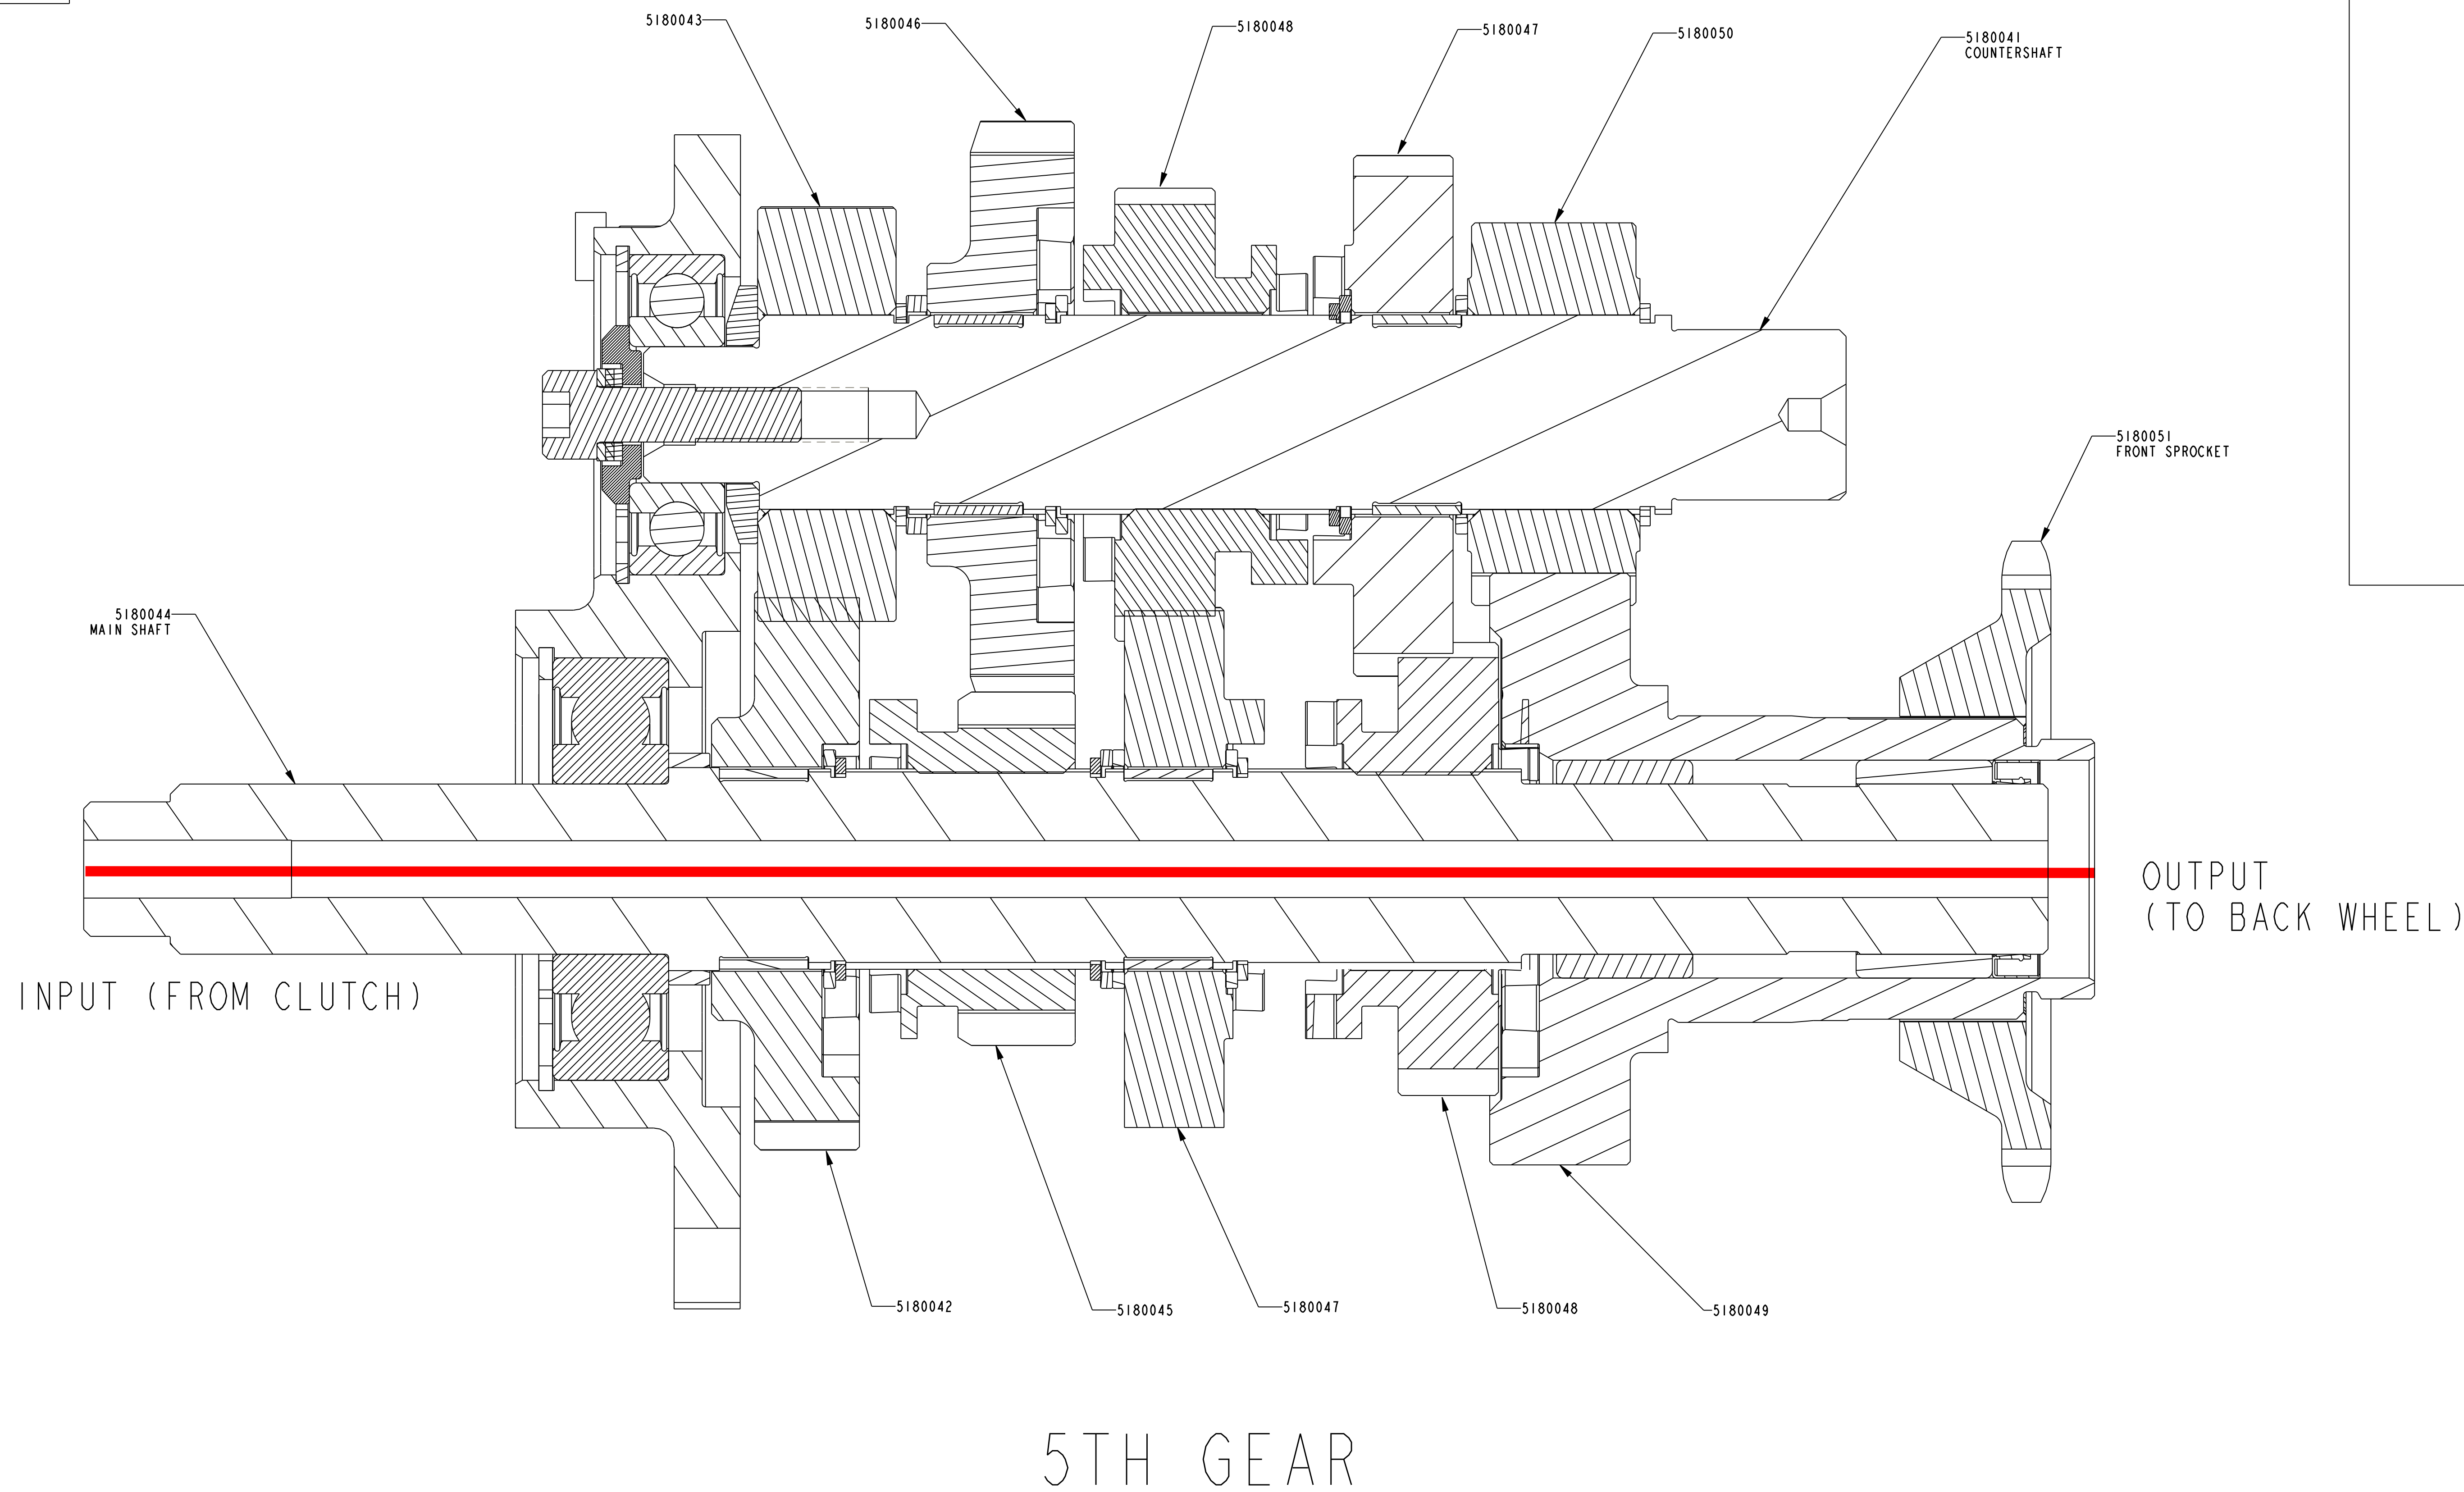 5180043
5180046
5180048
5180047
5180050
5180041
COUNTERSHAFT
5180051
FRONT SPROCKET
5180044
MAIN SHAFT
OUTPUT
(TO BACK WHEEL)
INPUT (FROM CLUTCH)
5180042
5180045
5180047
5180048
5180049
5TH GEAR